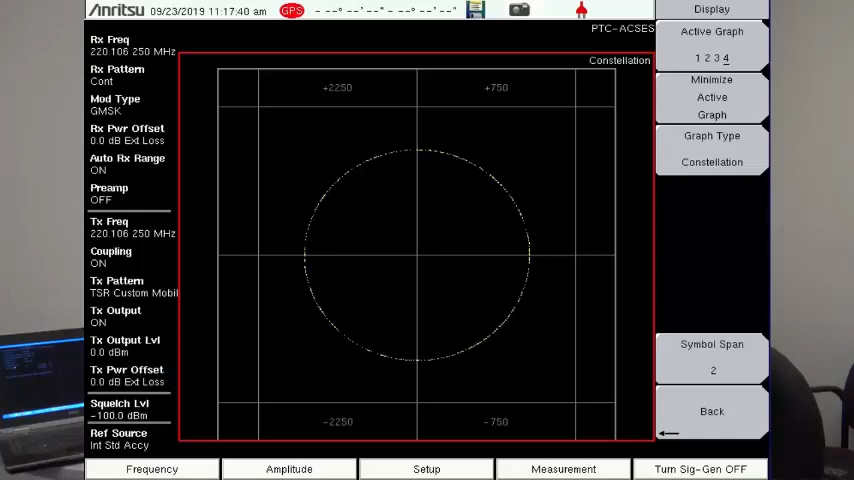 Anritsu 09/23/2019 11:17:40 am GPS - --° --' --" - --° --' --"
Display
PTC-ACSES
Constellation
Rx Freq
220.106 250 MHz
Rx Pattern
Cont
Mod Type
GMSK
Rx Pwr Offset
0.0 dB Ext Loss
Auto Rx Range
ON
Preamp
OFF
Tx Freq
220.106 250 MHz
Coupling
ON
Tx Pattern
TSR Custom Mobil
Tx Output
ON
Tx Output Lvl
0.0 dBm
Tx Pwr Offset
0.0 dB Ext Loss
Squelch Lvl
-100.0 dBm
Ref Source
Int Std Accy
+2250 +750
-2250 -750
Active Graph
1 2 3 4
Minimize
Active
Graph
Graph Type
Constellation
Symbol Span
2
Back
Frequency Amplitude Setup Measurement Turn Sig-Gen OFF